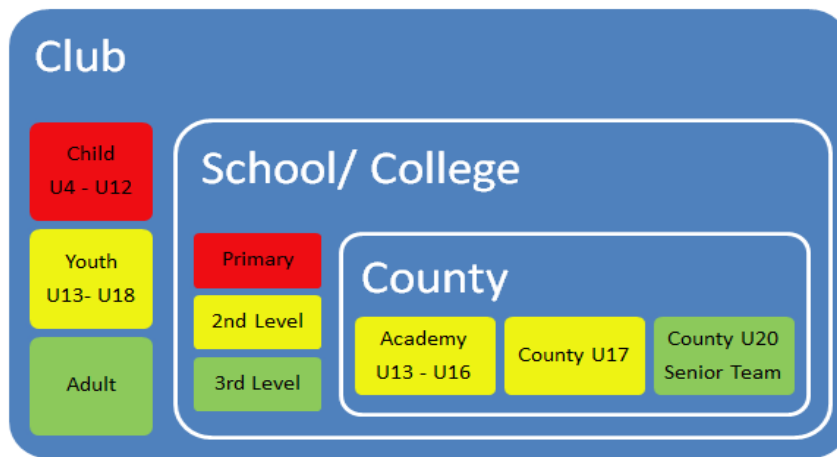 Club
Child
U4 - U12
Youth
U13- U18
Adult
School/ College
Primary
2nd Level
3rd Level
County
Academy
U13 - U16
County U17
County U20
Senior Team